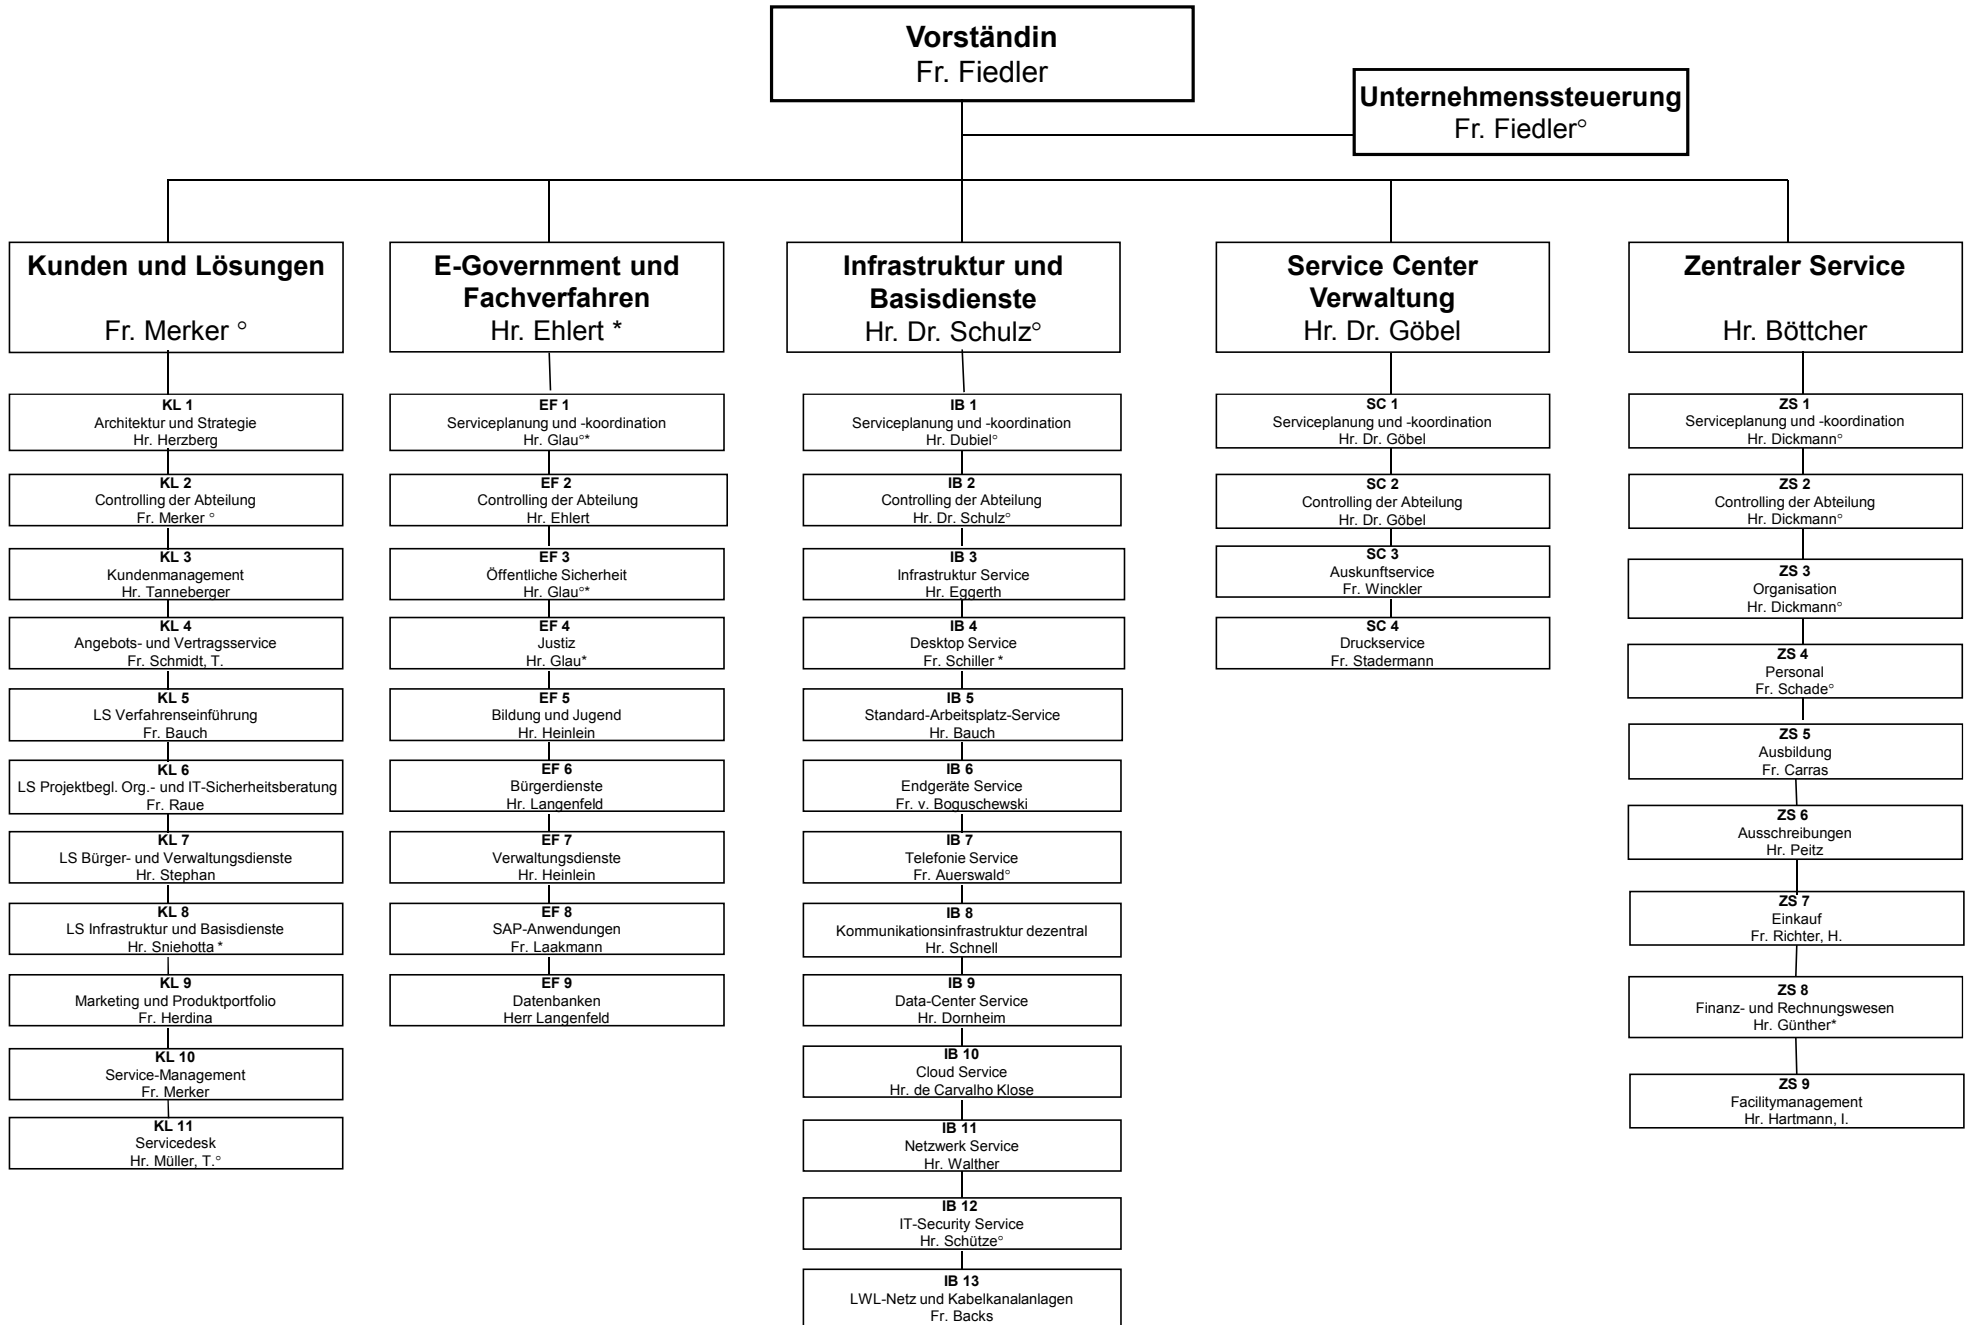 Vorständin
Fr. Fiedler
Unternehmenssteuerung
Fr. Fiedler°
Kunden und Lösungen
Fr. Merker °
E-Government und
Fachverfahren
Hr. Ehlert *
Infrastruktur und
Basisdienste
Hr. Dr. Schulz°
Service Center
Verwaltung
Hr. Dr. Göbel
Zentraler Service
Hr. Böttcher
KL 1
Architektur und Strategie
Hr. Herzberg
KL 2
Controlling der Abteilung
Fr. Merker °
KL 3
Kundenmanagement
Hr. Tanneberger
KL 4
Angebots- und Vertragsservice
Fr. Schmidt, T.
KL 5
LS Verfahrenseinführung
Fr. Bauch
KL 6
LS Projektbegl. Org.- und IT-Sicherheitsberatung
Fr. Raue
KL 7
LS Bürger- und Verwaltungsdienste
Hr. Stephan
KL 8
LS Infrastruktur und Basisdienste
Hr. Sniehotta *
KL 9
Marketing und Produktportfolio
Fr. Herdina
KL 10
Service-Management
Fr. Merker
KL 11
Servicedesk
Hr. Müller, T.°
EF 1
Serviceplanung und -koordination
Hr. Glau°*
EF 2
Controlling der Abteilung
Hr. Ehlert
EF 3
Öffentliche Sicherheit
Hr. Glau°*
EF 4
Justiz
Hr. Glau*
EF 5
Bildung und Jugend
Hr. Heinlein
EF 6
Bürgerdienste
Hr. Langenfeld
EF 7
Verwaltungsdienste
Hr. Heinlein
EF 8
SAP-Anwendungen
Fr. Laakmann
EF 9
Datenbanken
Herr Langenfeld
IB 1
Serviceplanung und -koordination
Hr. Dubiel°
IB 2
Controlling der Abteilung
Hr. Dr. Schulz°
IB 3
Infrastruktur Service
Hr. Eggerth
IB 4
Desktop Service
Fr. Schiller *
IB 5
Standard-Arbeitsplatz-Service
Hr. Bauch
IB 6
Endgeräte Service
Fr. v. Boguschewski
IB 7
Telefonie Service
Fr. Auerswald°
IB 8
Kommunikationsinfrastruktur dezentral
Hr. Schnell
IB 9
Data-Center Service
Hr. Dornheim
IB 10
Cloud Service
Hr. de Carvalho Klose
IB 11
Netzwerk Service
Hr. Walther
IB 12
IT-Security Service
Hr. Schütze°
IB 13
LWL-Netz und Kabelkanalanlagen
Fr. Backs
SC 1
Serviceplanung und -koordination
Hr. Dr. Göbel
SC 2
Controlling der Abteilung
Hr. Dr. Göbel
SC 3
Auskunftservice
Fr. Winckler
SC 4
Druckservice
Fr. Stadermann
ZS 1
Serviceplanung und -koordination
Hr. Dickmann°
ZS 2
Controlling der Abteilung
Hr. Dickmann°
ZS 3
Organisation
Hr. Dickmann°
ZS 4
Personal
Fr. Schade°
ZS 5
Ausbildung
Fr. Carras
ZS 6
Ausschreibungen
Hr. Peitz
ZS 7
Einkauf
Fr. Richter, H.
ZS 8
Finanz- und Rechnungswesen
Hr. Günther*
ZS 9
Facilitymanagement
Hr. Hartmann, I.